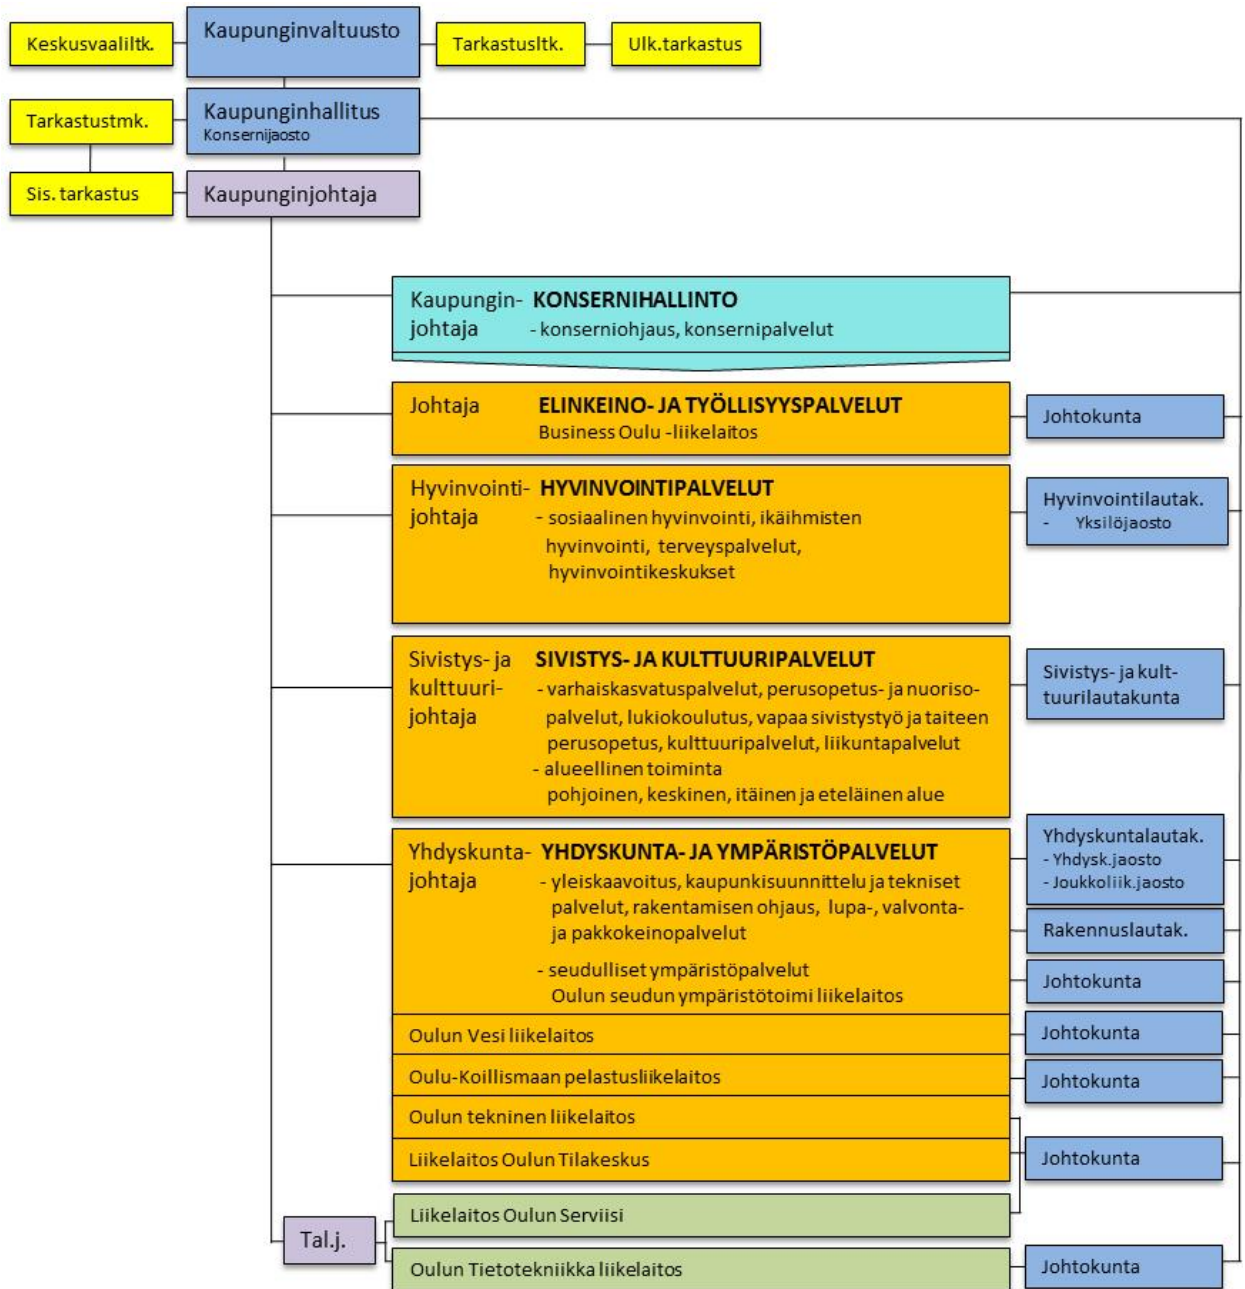 Keskusvaaliltk.
Kaupunginvaltuusto
Tarkastusltk.
Ulk.tarkastus
Tarkastustmk.
Kaupunginhallitus
Konsernijaosto
Sis. tarkastus
Kaupunginjohtaja
Kaupungin-
johtaja
KONSERNIHALLINTO
- konserniohjaus, konsernipalvelut
Johtaja
ELINKEINO- JA TYÖLLISYYSPALVELUT
Business Oulu -liikelaitos
Johtokunta
Hyvinvointi-
johtaja
HYVINVOINTIPALVELUT
- sosiaalinen hyvinvointi, ikäihmisten
hyvinvointi, terveyspalvelut,
hyvinvointikeskukset
Hyvinvointilautak.
- Yksilöjaosto
Sivistys- ja
kulttuuri-
johtaja
SIVISTYS- JA KULTTUURIPALVELUT
- varhaiskasvatuspalvelut, perusopetus- ja nuoriso-
palvelut, lukiokoulutus, vapaa sivistystyö ja taiteen
perusopetus, kulttuuripalvelut, liikuntapalvelut
- alueellinen toiminta
pohjoinen, keskinen, itäinen ja eteläinen alue
Sivistys- ja kult-
tuurilautakunta
Yhdyskunta-
johtaja
YHDYSKUNTA- JA YMPÄRISTÖPALVELUT
- yleiskaavoitus, kaupunkisuunnittelu ja tekniset
palvelut, rakentamisen ohjaus, lupa-, valvonta-
ja pakkokeinopalvelut
- seudulliset ympäristöpalvelut
Oulun seudun ympäristötoimi liikelaitos
Yhdyskuntalautak.
- Yhdysk.jaosto
- Joukkoliik.jaosto
Rakennuslautak.
Johtokunta
Oulun Vesi liikelaitos
Johtokunta
Oulu-Koillismaan pelastusliikelaitos
Johtokunta
Oulun tekninen liikelaitos
Liikelaitos Oulun Tilakeskus
Johtokunta
Liikelaitos Oulun Serviisi
Tal.j.
Oulun Tietotekniikka liikelaitos
Johtokunta